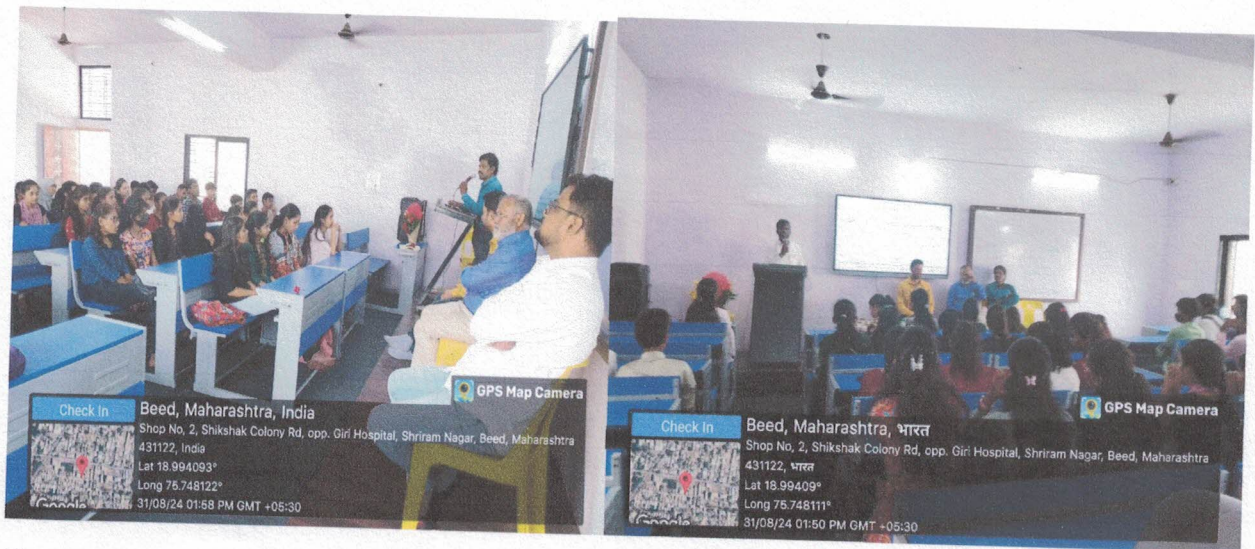 GPS Map Camera
Check In
Beed, Maharashtra, India
Shop No, 2, Shikshak Colony Rd, opp. Giri Hospital, Shriram Nagar, Beed, Maharashtra
431122, India
Lat 18.994093°
Long 75.748122°
31/08/24 01:58 PM GMT +05:30
Google
GPS Map Camera
Check In
Beed, Maharashtra, भारत
Shop No, 2, Shikshak Colony Rd, opp. Giri Hospital, Shriram Nagar, Beed, Maharashtra
431122, भारत
Lat 18.99409°
Long 75.748111°
31/08/24 01:50 PM GMT +05:30
Google